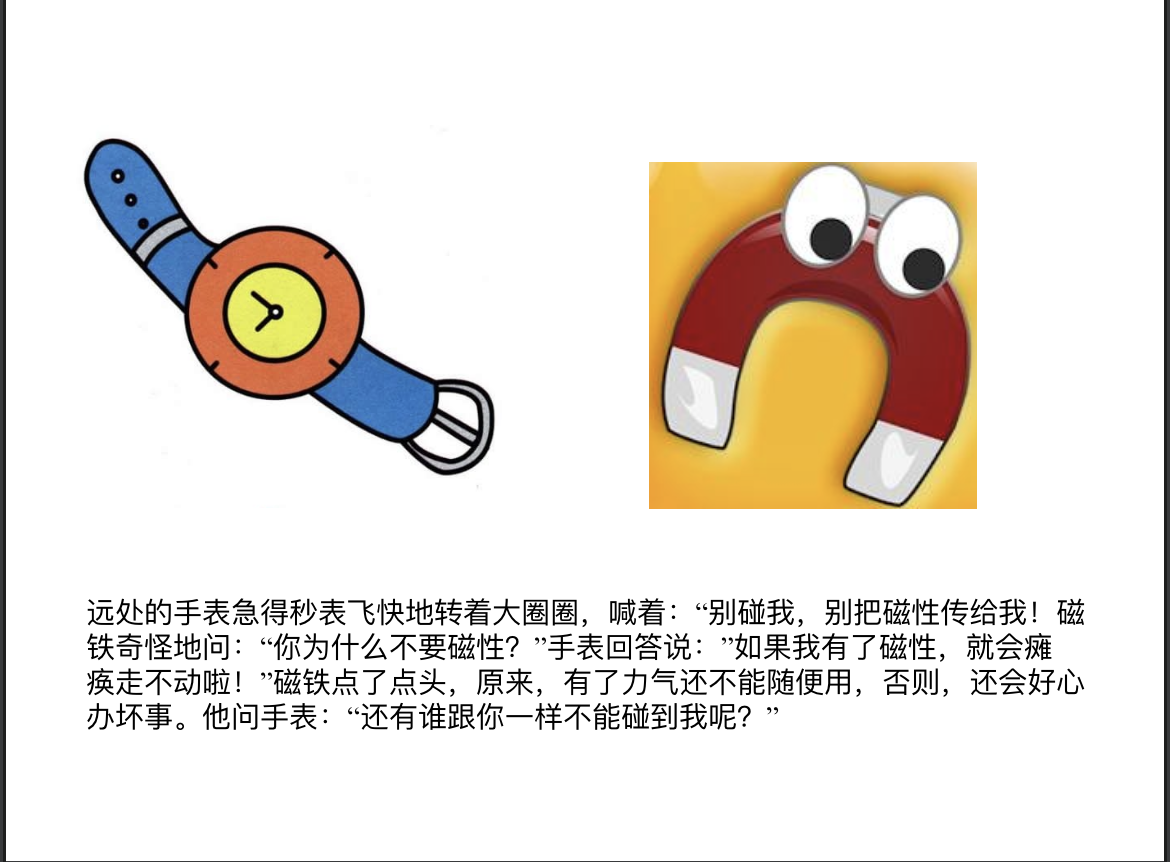 远处的手表急得秒表飞快地转着大圈圈，喊着：“别碰我，别把磁性传给我！磁
铁奇怪地问：“你为什么不要磁性？”手表回答说：”如果我有了磁性，就会瘫
痪走不动啦！”磁铁点了点头，原来，有了力气还不能随便用，否则，还会好心
办坏事。他问手表：“还有谁跟你一样不能碰到我呢？”